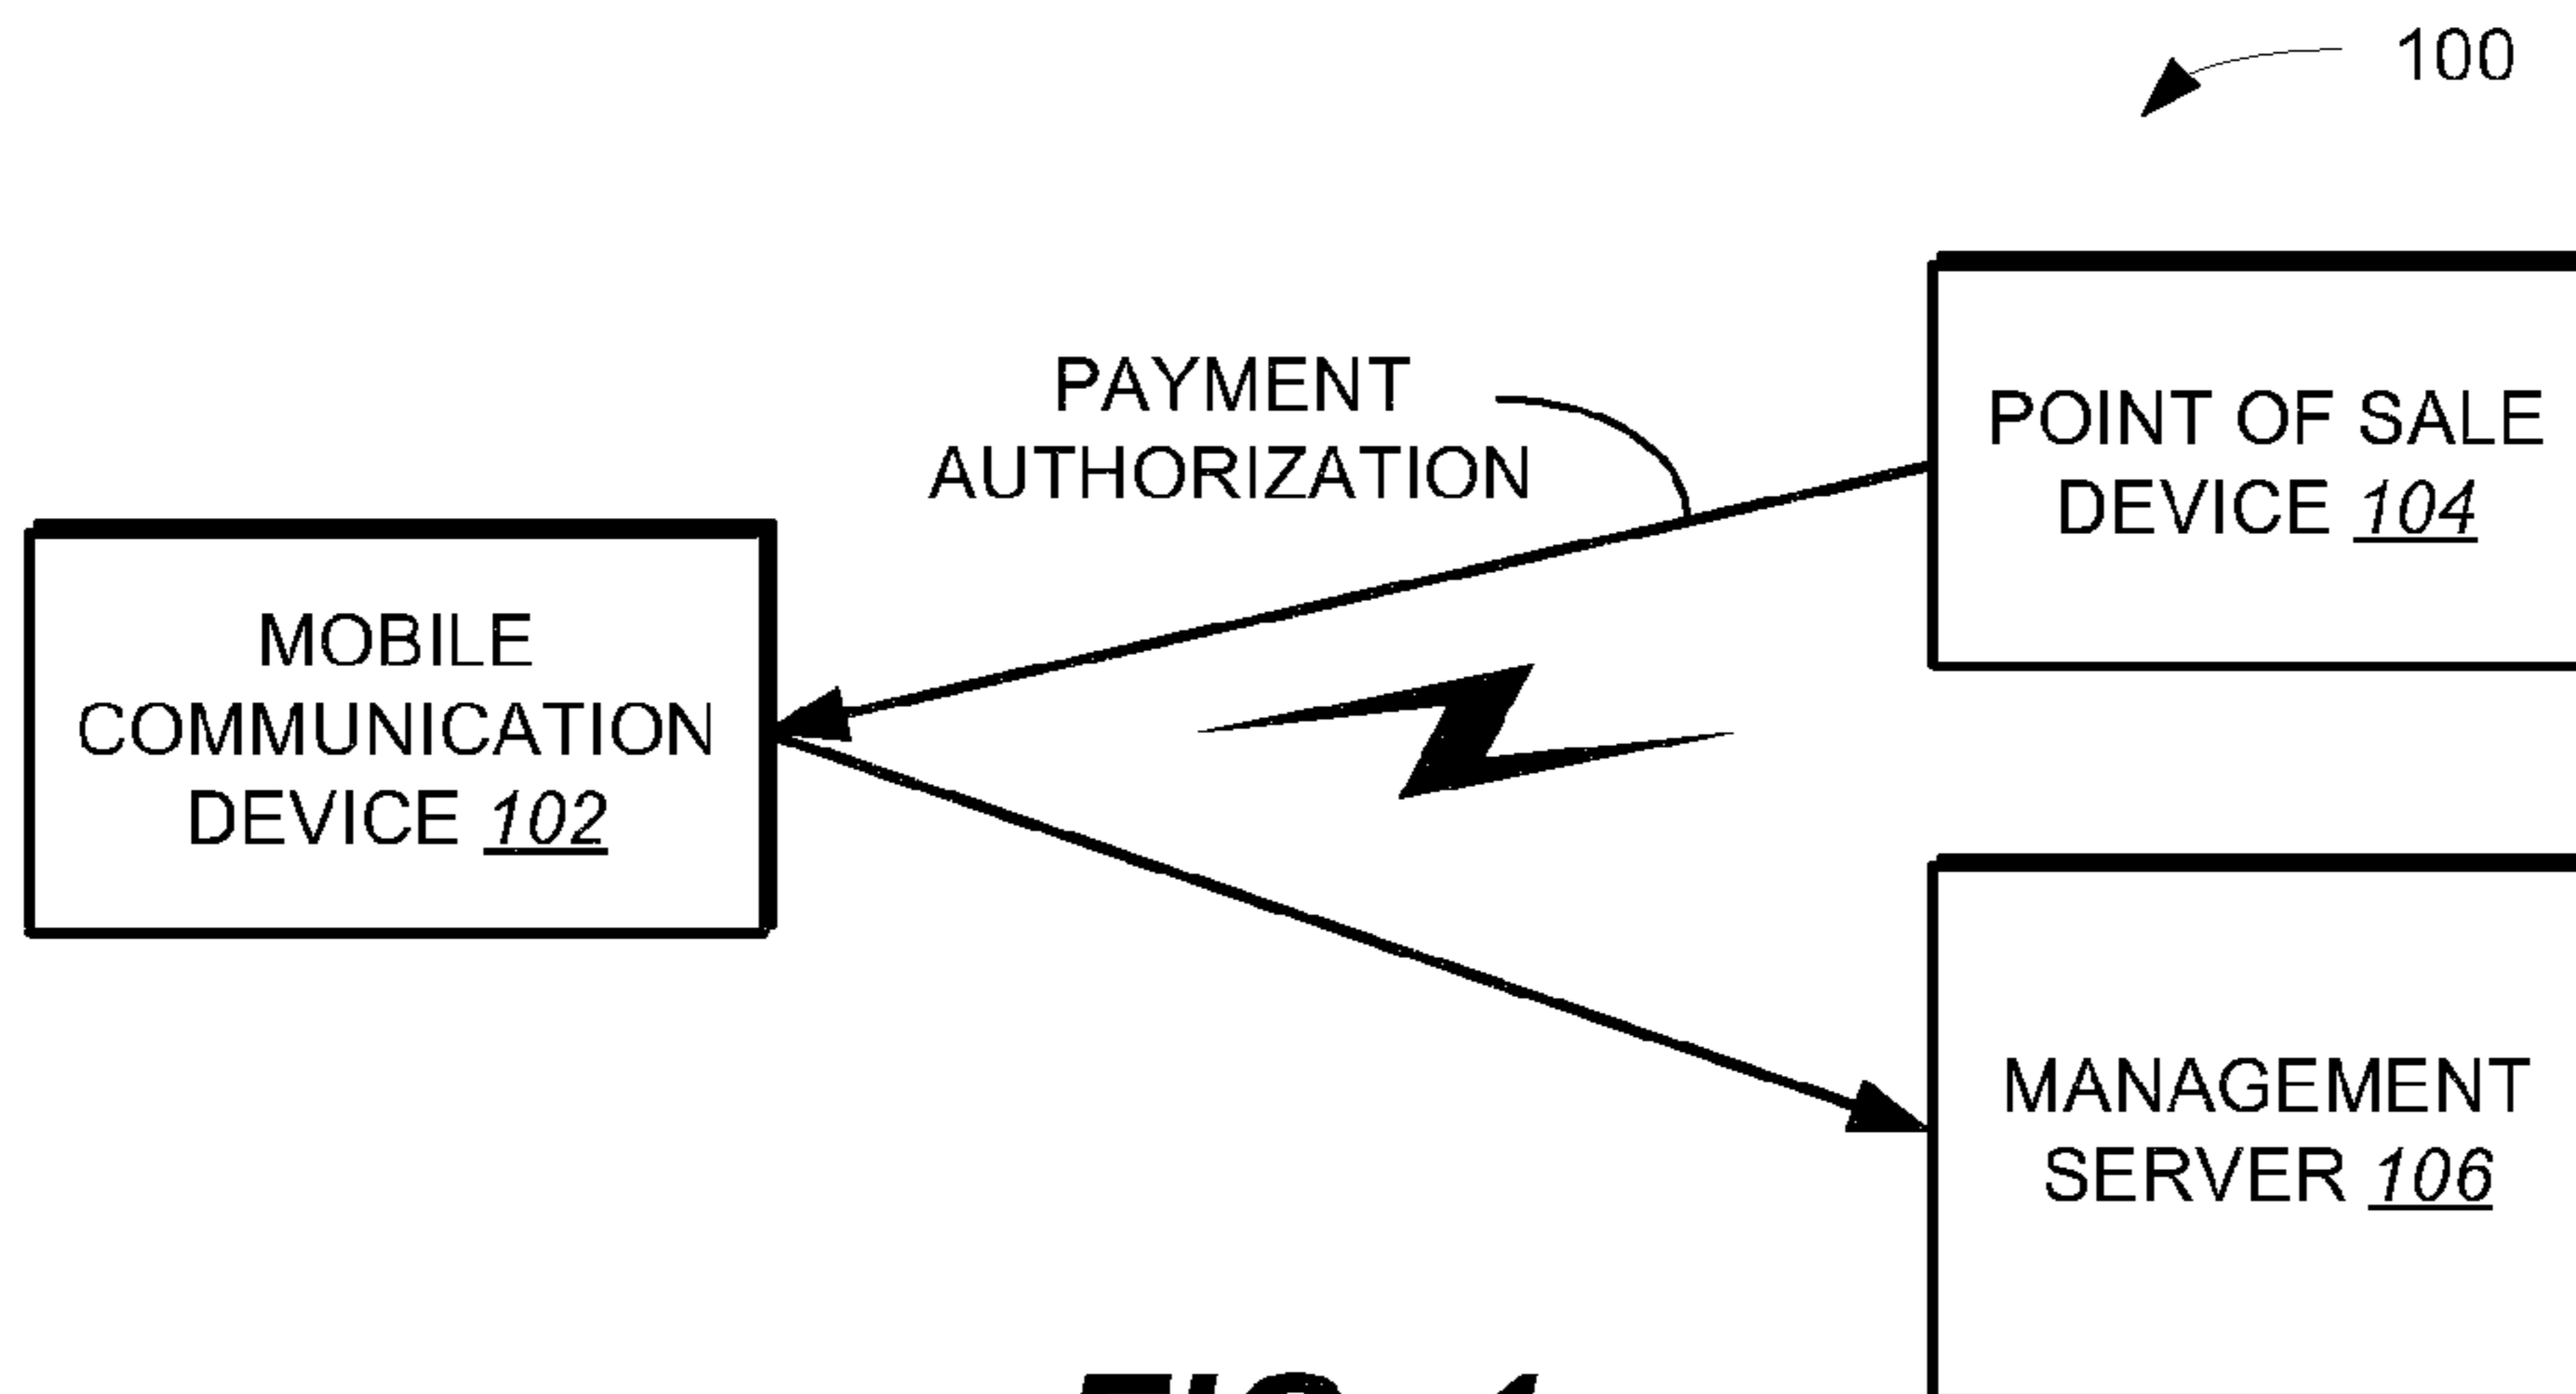 100
PAYMENT
AUTHORIZATION
POINT OF SALE
DEVICE 104
MOBILE
COMMUNICATION
DEVICE 102
MANAGEMENT
SERVER 106